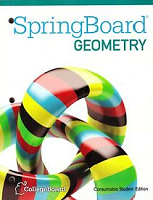 SpringBoard®
GEOMETRY
CollegeBoard
Consumable Student Edition